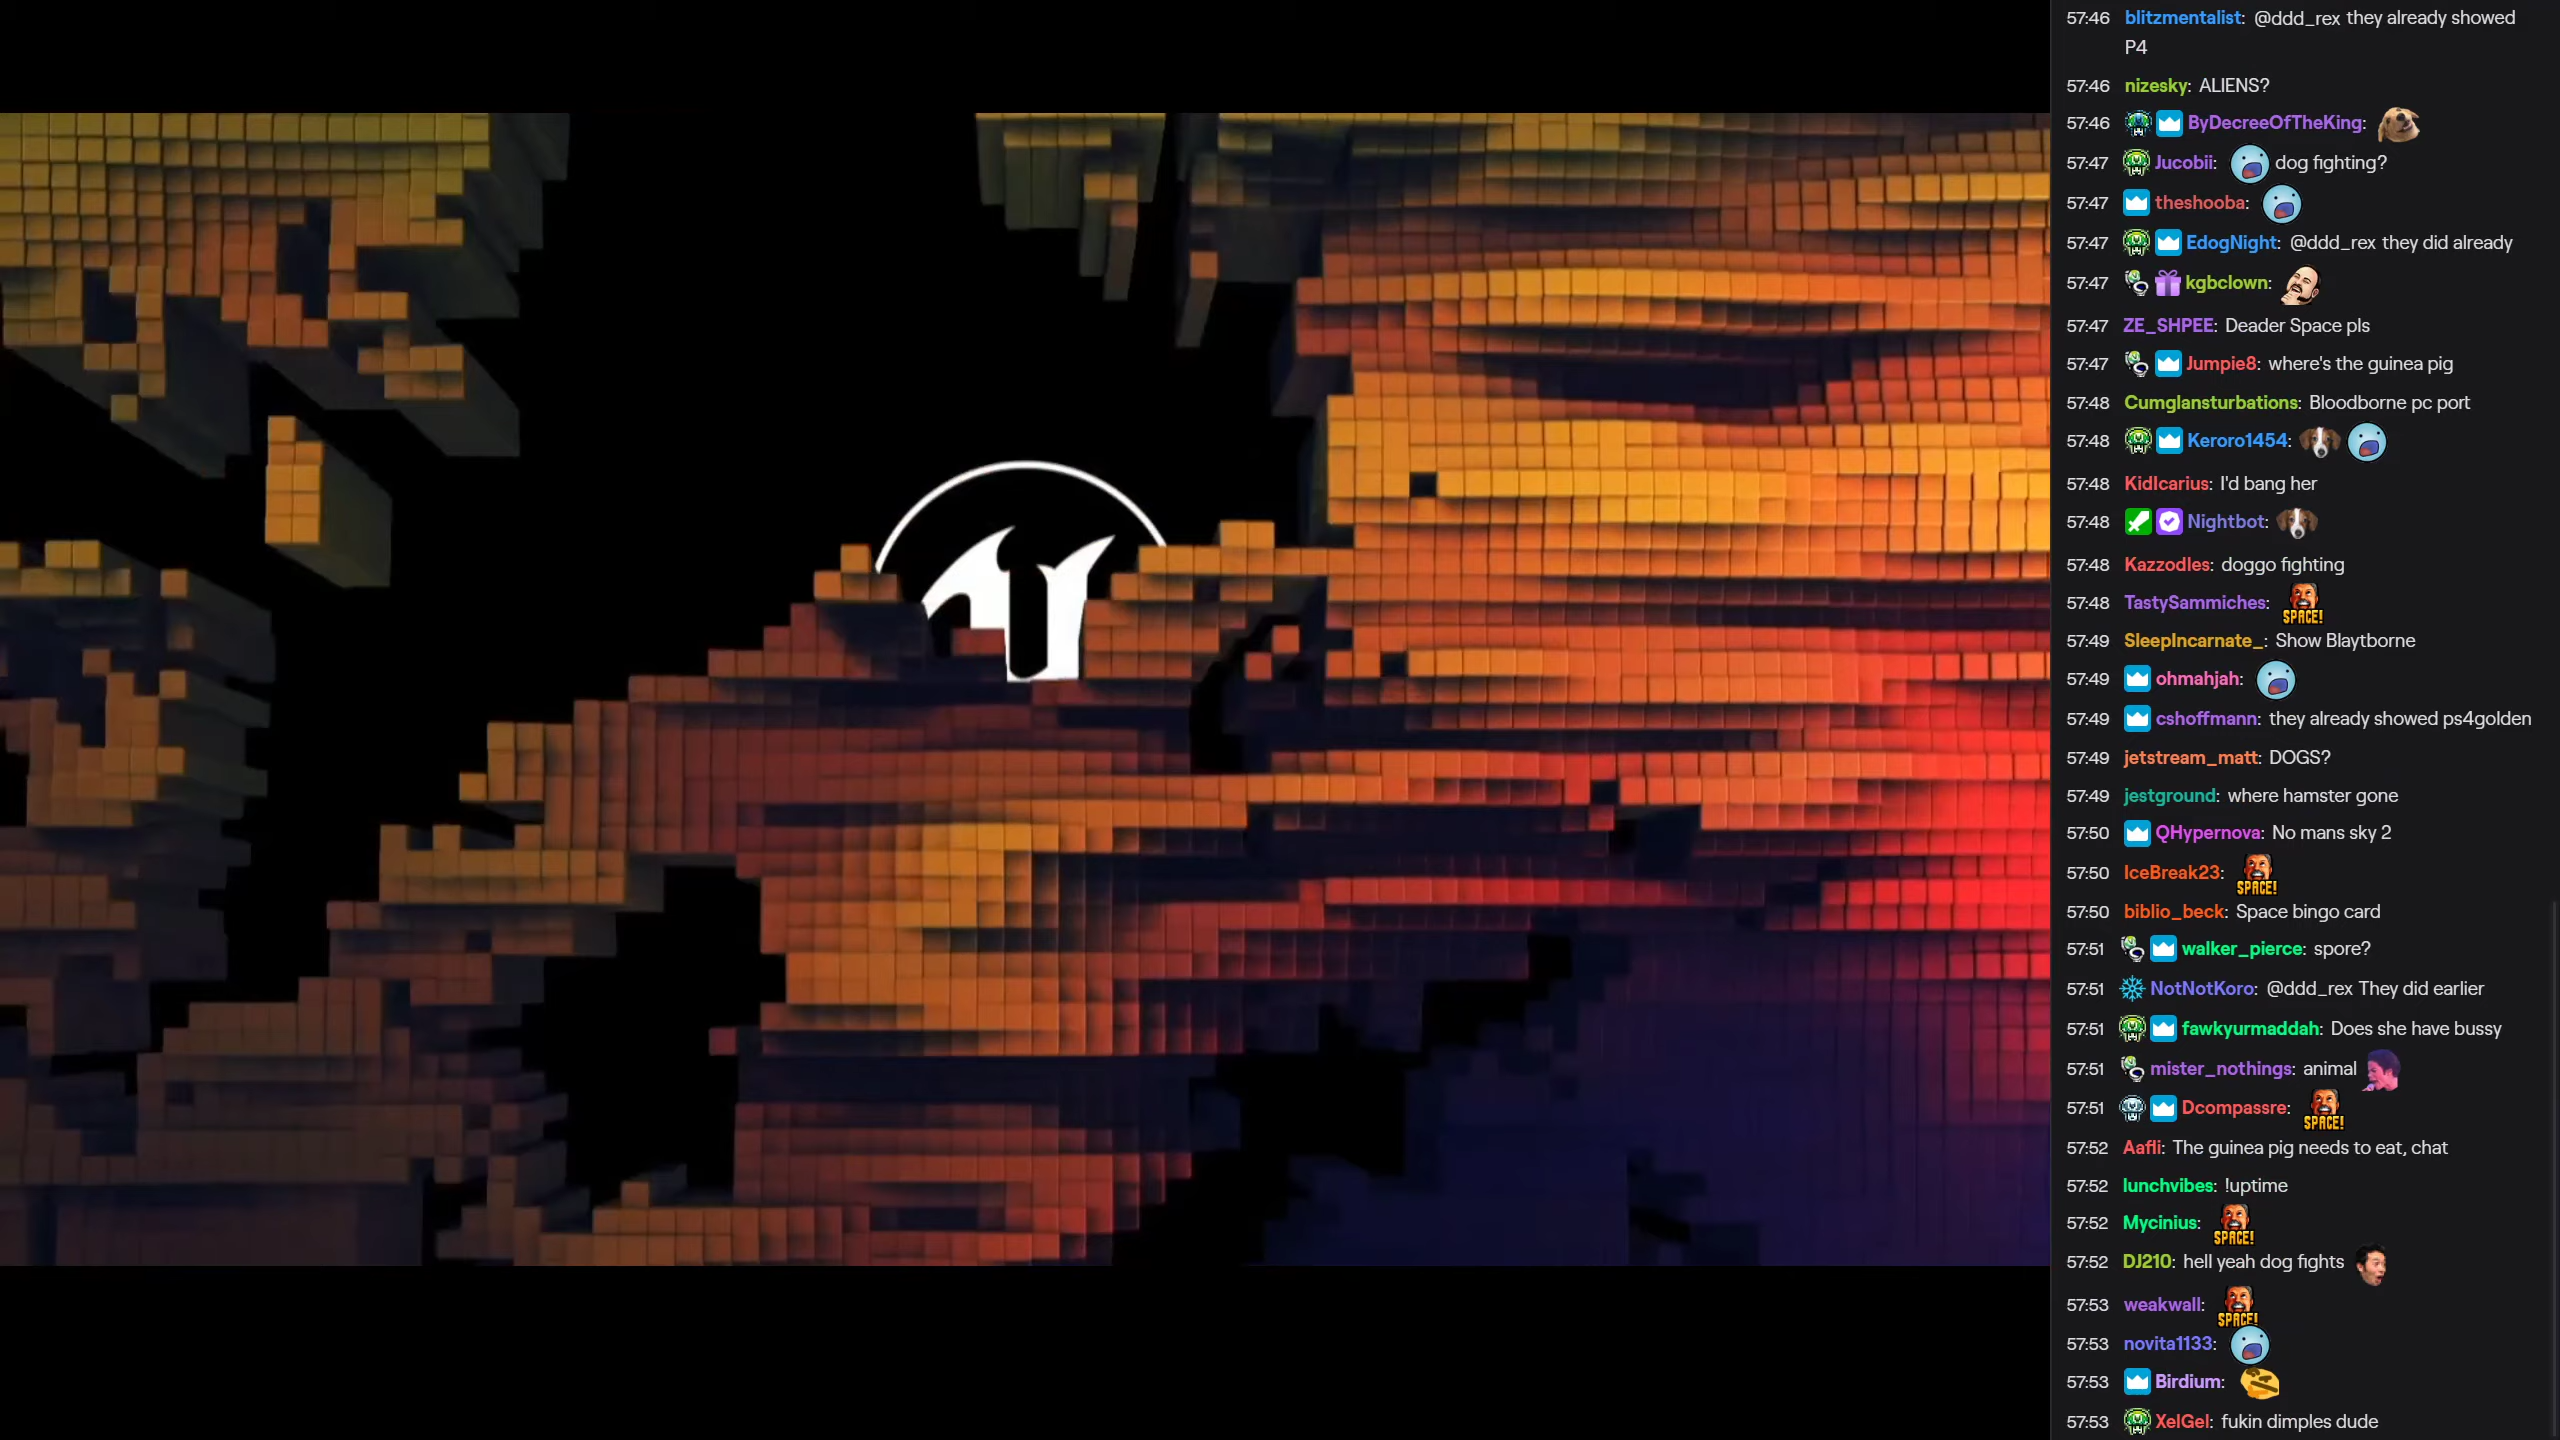 57:46 blitzmentalist: @ddd_rex they already showed
P4
57:46 nizesky: ALIENS?
57:46 ByDecreeOfTheKing:
57:47 Jucobii: dog fighting?
57:47 theshooba:
57:47 EdogNight: @ddd_rex they did already
57:47 kgbclown:
57:47 ZE_SHPEE: Deader Space pls
57:47 Jumpie8: where's the guinea pig
57:48 Cumglansturbations: Bloodborne pc port
57:48 Keroro1454:
57:48 KidIcarius: I'd bang her
57:48 Nightbot:
57:48 Kazzodles: doggo fighting
57:48 TastySammiches: SPACE!
57:49 SleepIncarnate_: Show Blaytborne
57:49 ohmahjah:
57:49 cshoffmann: they already showed ps4golden
57:49 jetstream_matt: DOGS?
57:49 jestground: where hamster gone
57:50 QHypernova: No mans sky 2
57:50 IceBreak23: SPACE!
57:50 biblio_beck: Space bingo card
57:51 walker_pierce: spore?
57:51 NotNotKoro: @ddd_rex They did earlier
57:51 fawkyurmaddah: Does she have bussy
57:51 mister_nothings: animal
57:51 Dcompassre: SPACE!
57:52 Aafli: The guinea pig needs to eat, chat
57:52 lunchvibes: !uptime
57:52 Mycinius: SPACE!
57:52 DJ210: hell yeah dog fights
57:53 weakwall: SPACE!
57:53 novita1133:
57:53 Birdium:
57:53 XelGel: fukin dimples dude